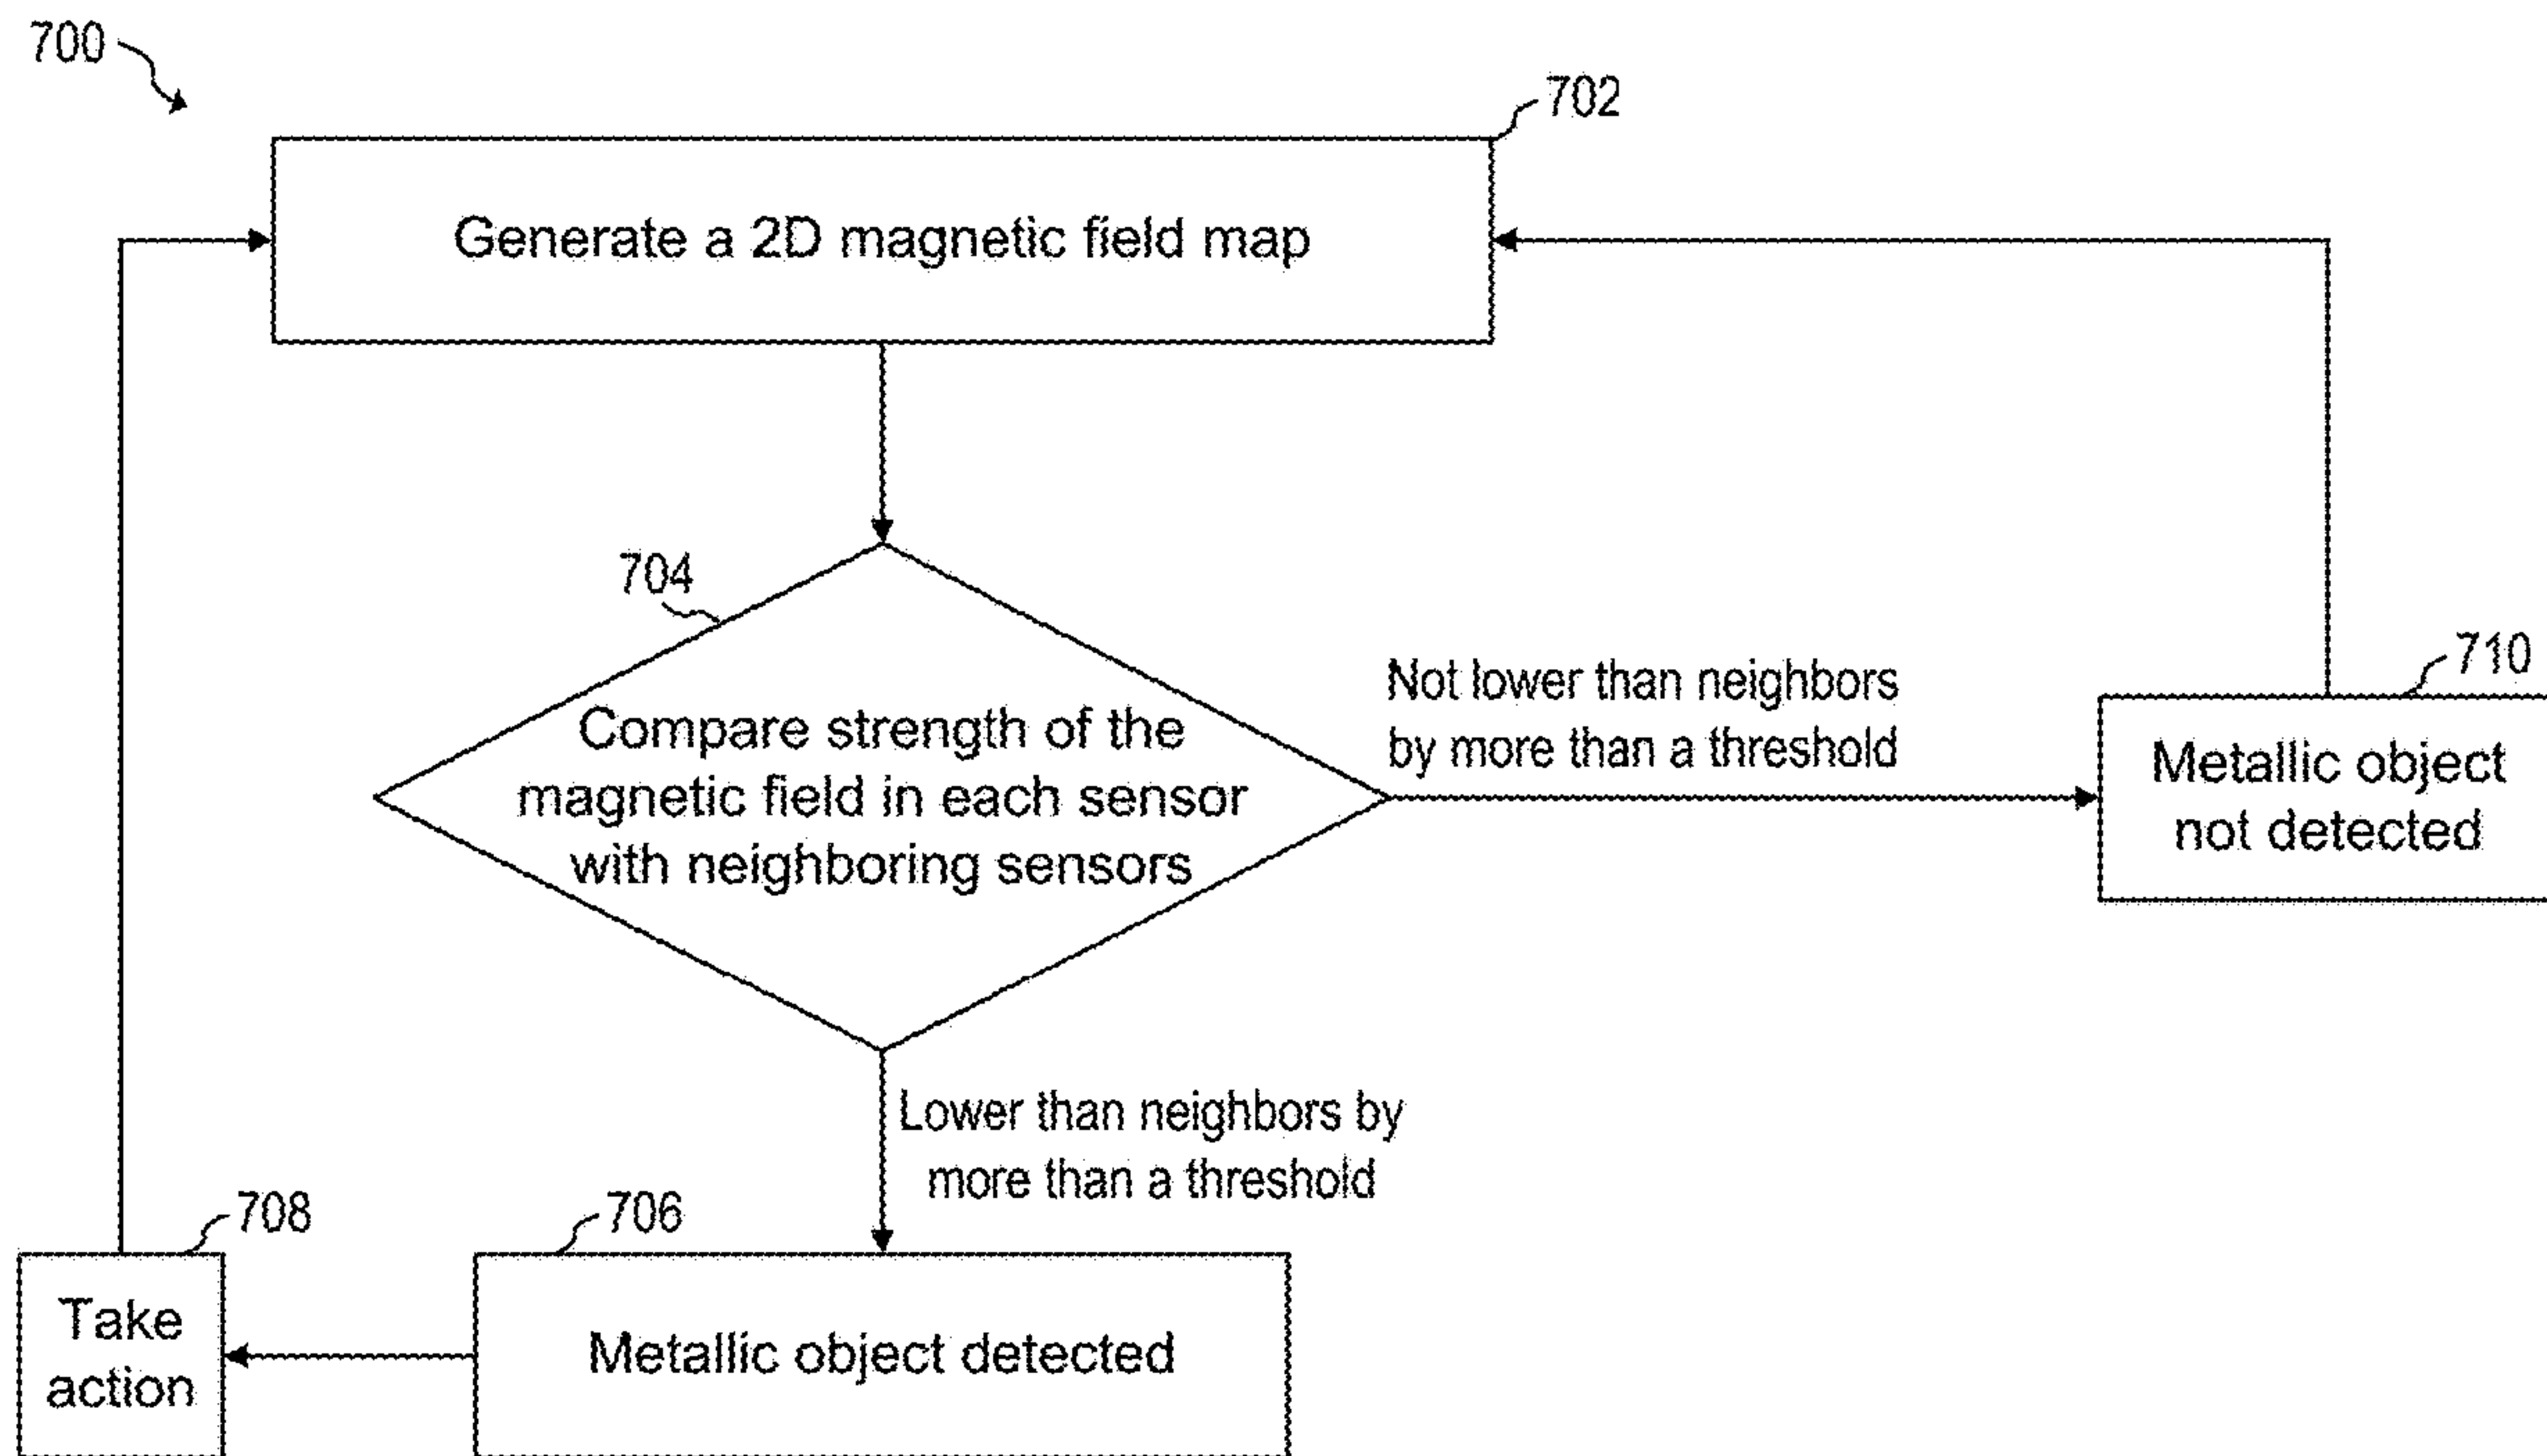 700
702
Generate a 2D magnetic field map
704
Compare strength of the
magnetic field in each sensor
with neighboring sensors
Not lower than neighbors
by more than a threshold
710
Metallic object
not detected
Lower than neighbors by
more than a threshold
708
Take
action
706
Metallic object detected